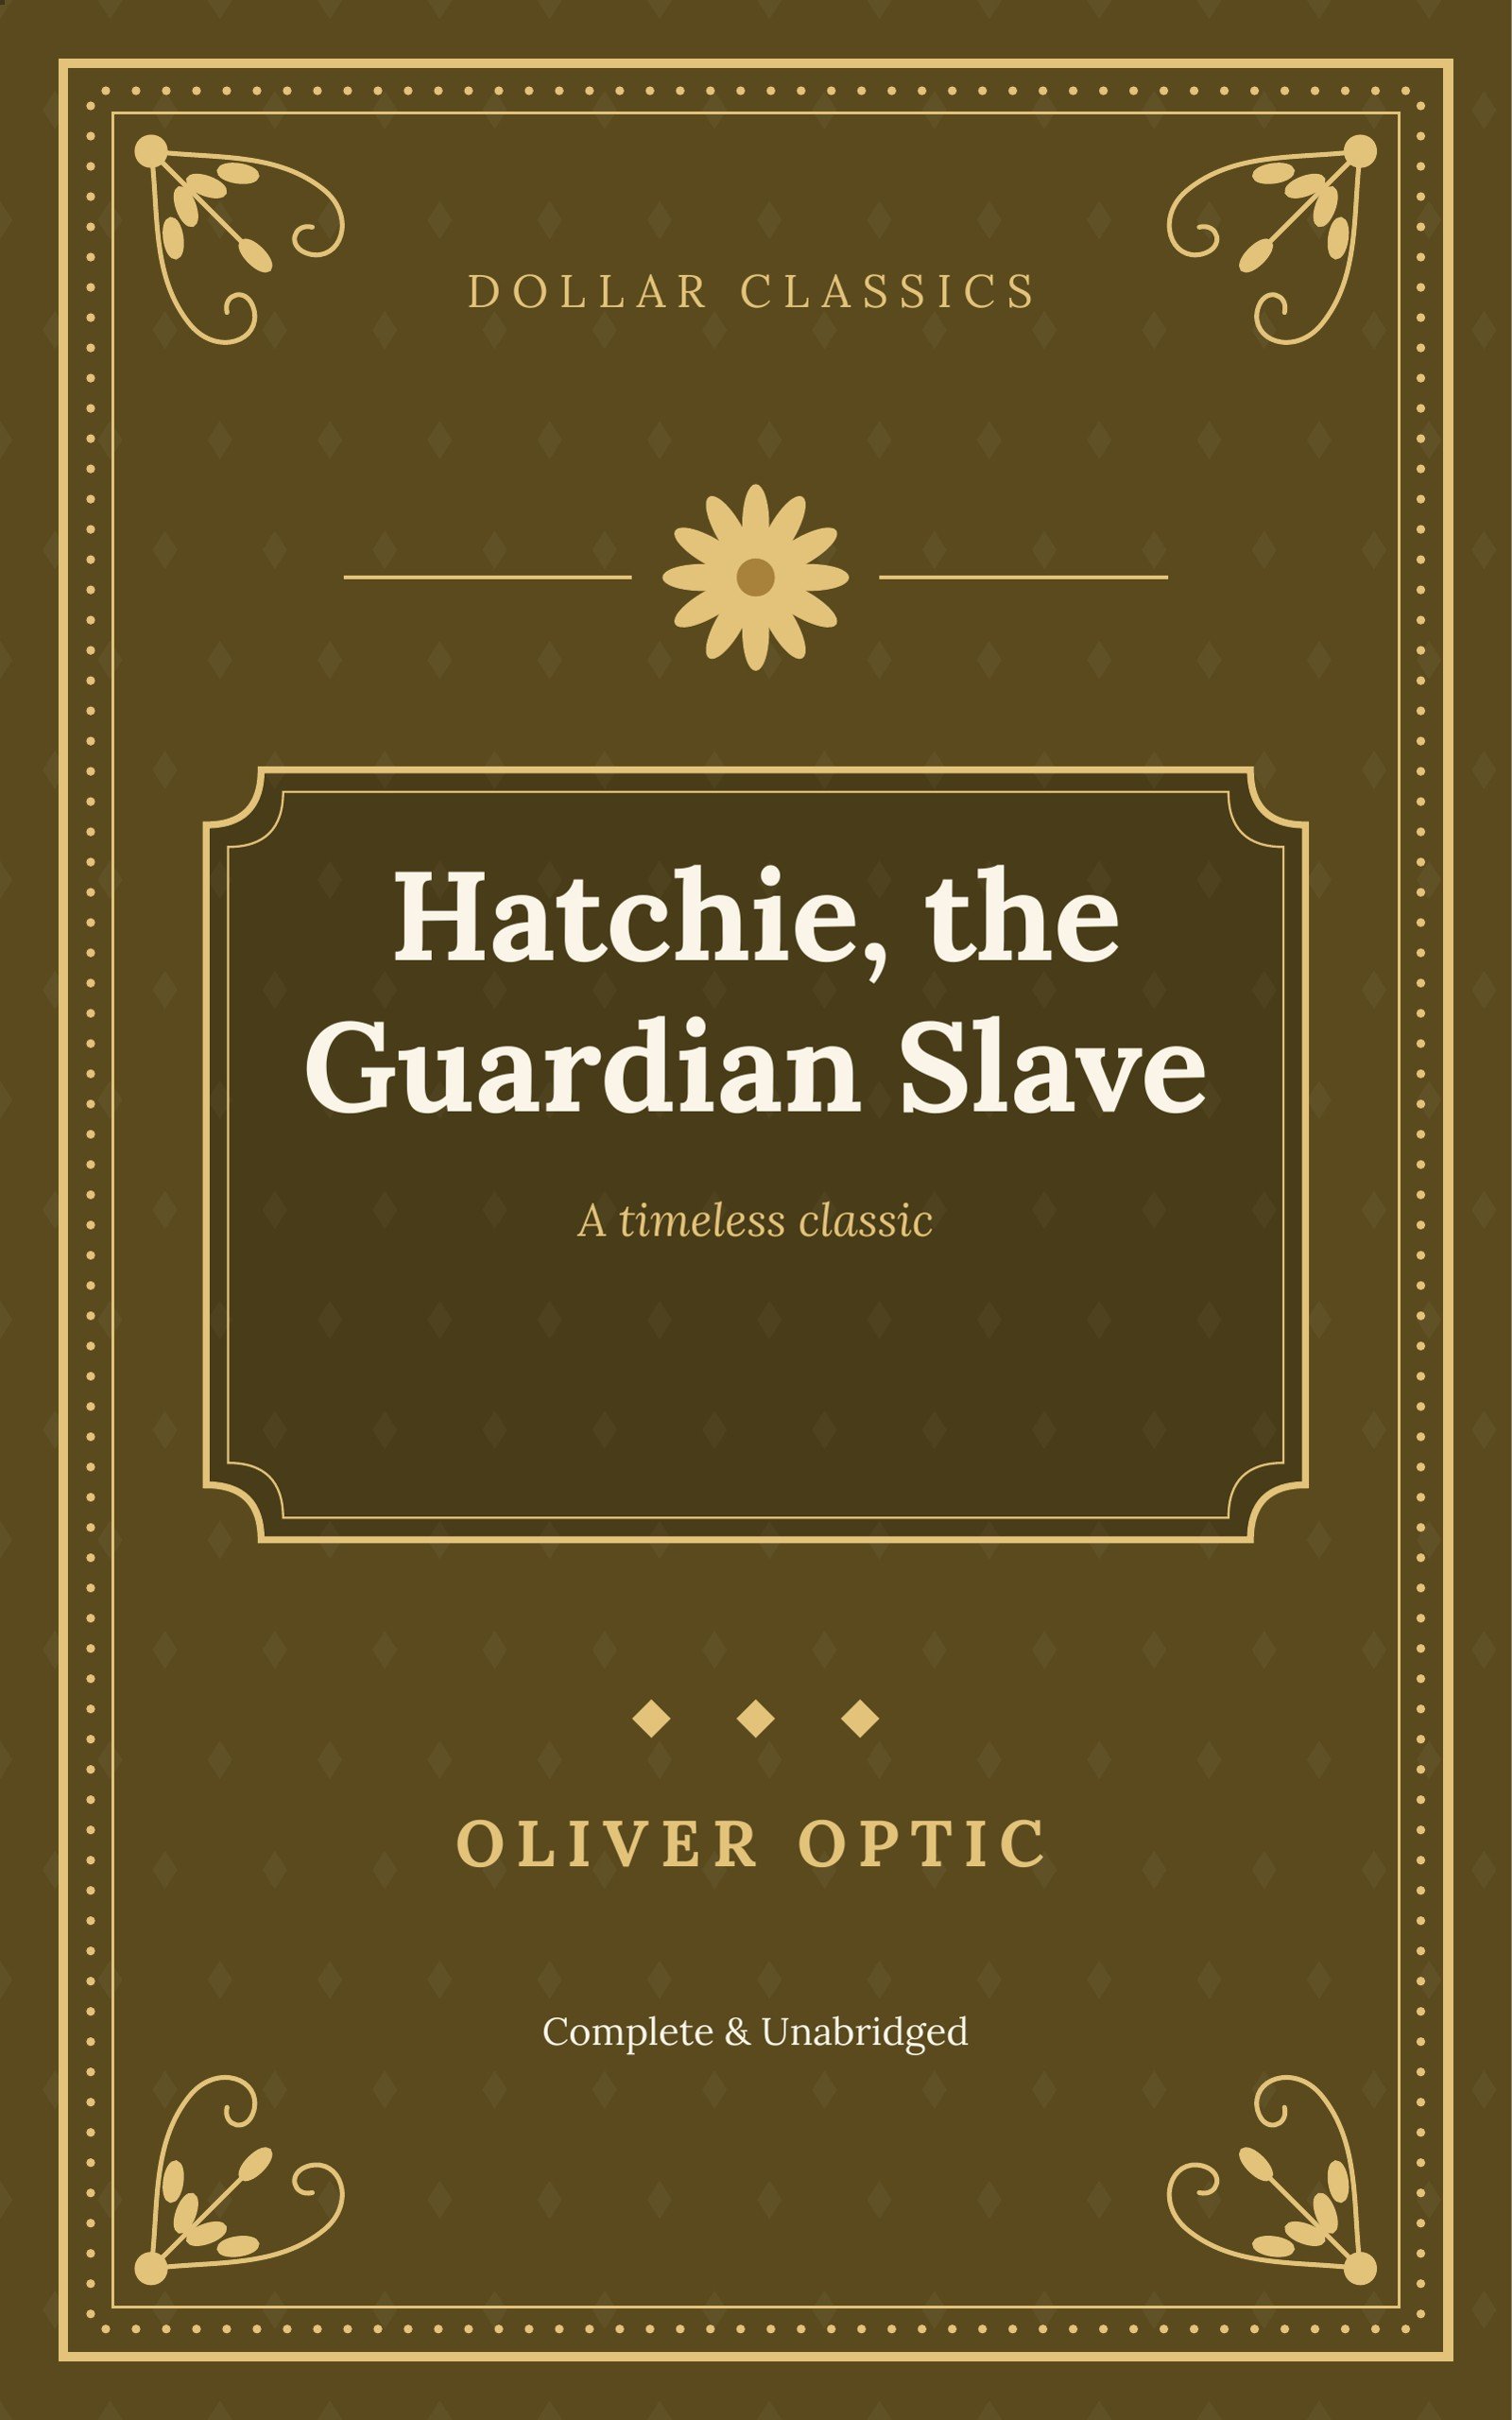 DOLLAR CLASSICS
Hatchie, the
Guardian Slave
A timeless classic
OLIVER OPTIC
Complete & Unabridged